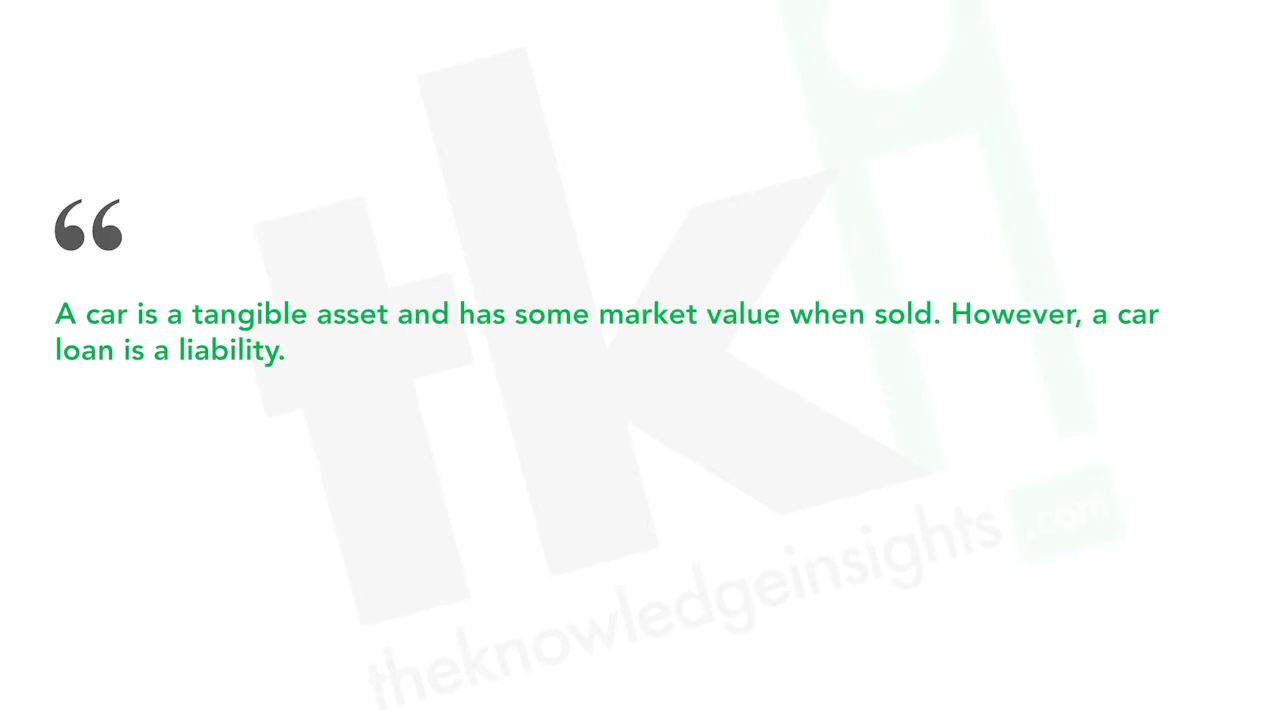 “
A car is a tangible asset and has some market value when sold. However, a car
loan is a liability.
tki
theknowledgeinsights .com